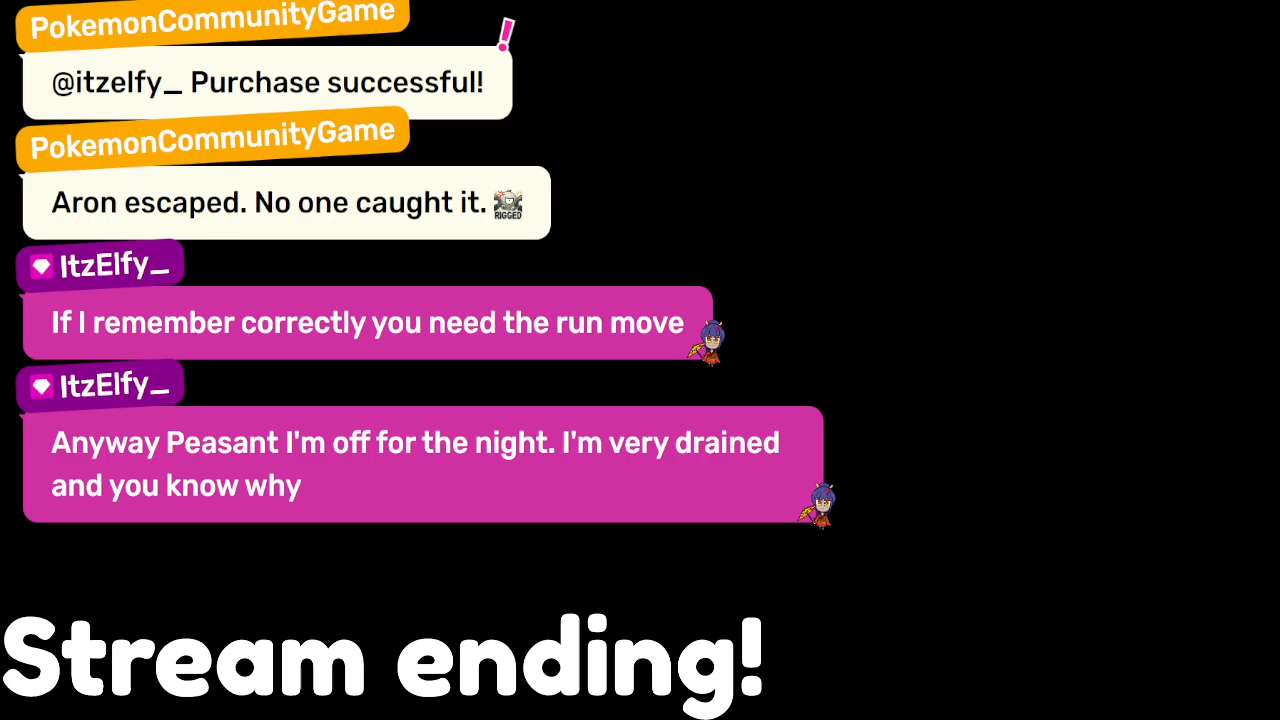 PokemonCommunityGame
!
@itzelfy_ Purchase successful!
PokemonCommunityGame
Aron escaped. No one caught it.
RIGGED
ItzElfy_
If I remember correctly you need the run move
ItzElfy_
Anyway Peasant I'm off for the night. I'm very drained
and you know why
Stream ending!